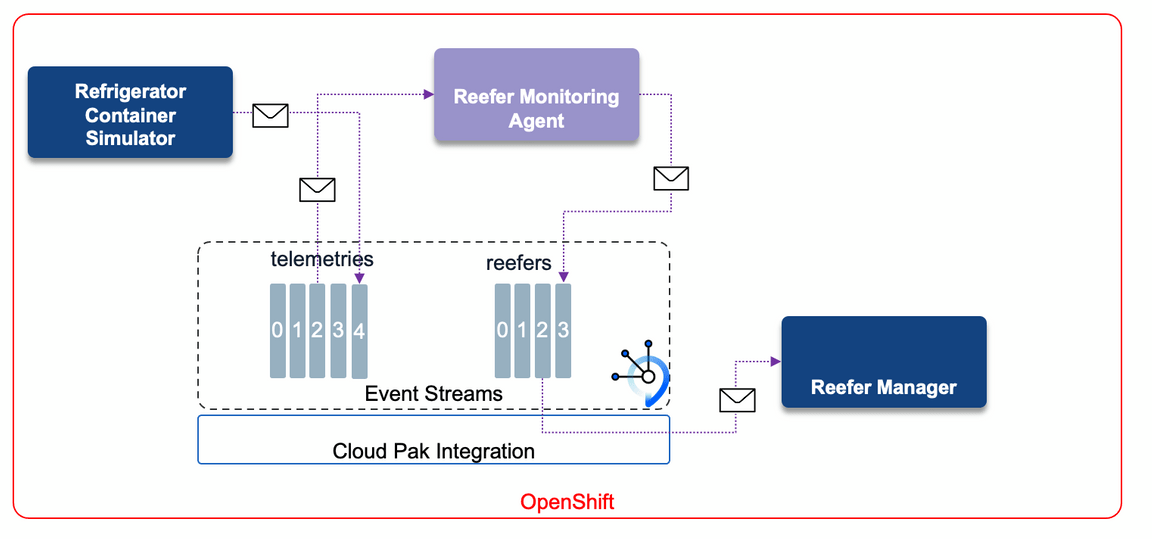 Refrigerator
Container
Simulator
Reefer Monitoring
Agent
telemetries
reefers
0 1 2 3 4
0 1 2 3
Event Streams
Reefer Manager
Cloud Pak Integration
OpenShift